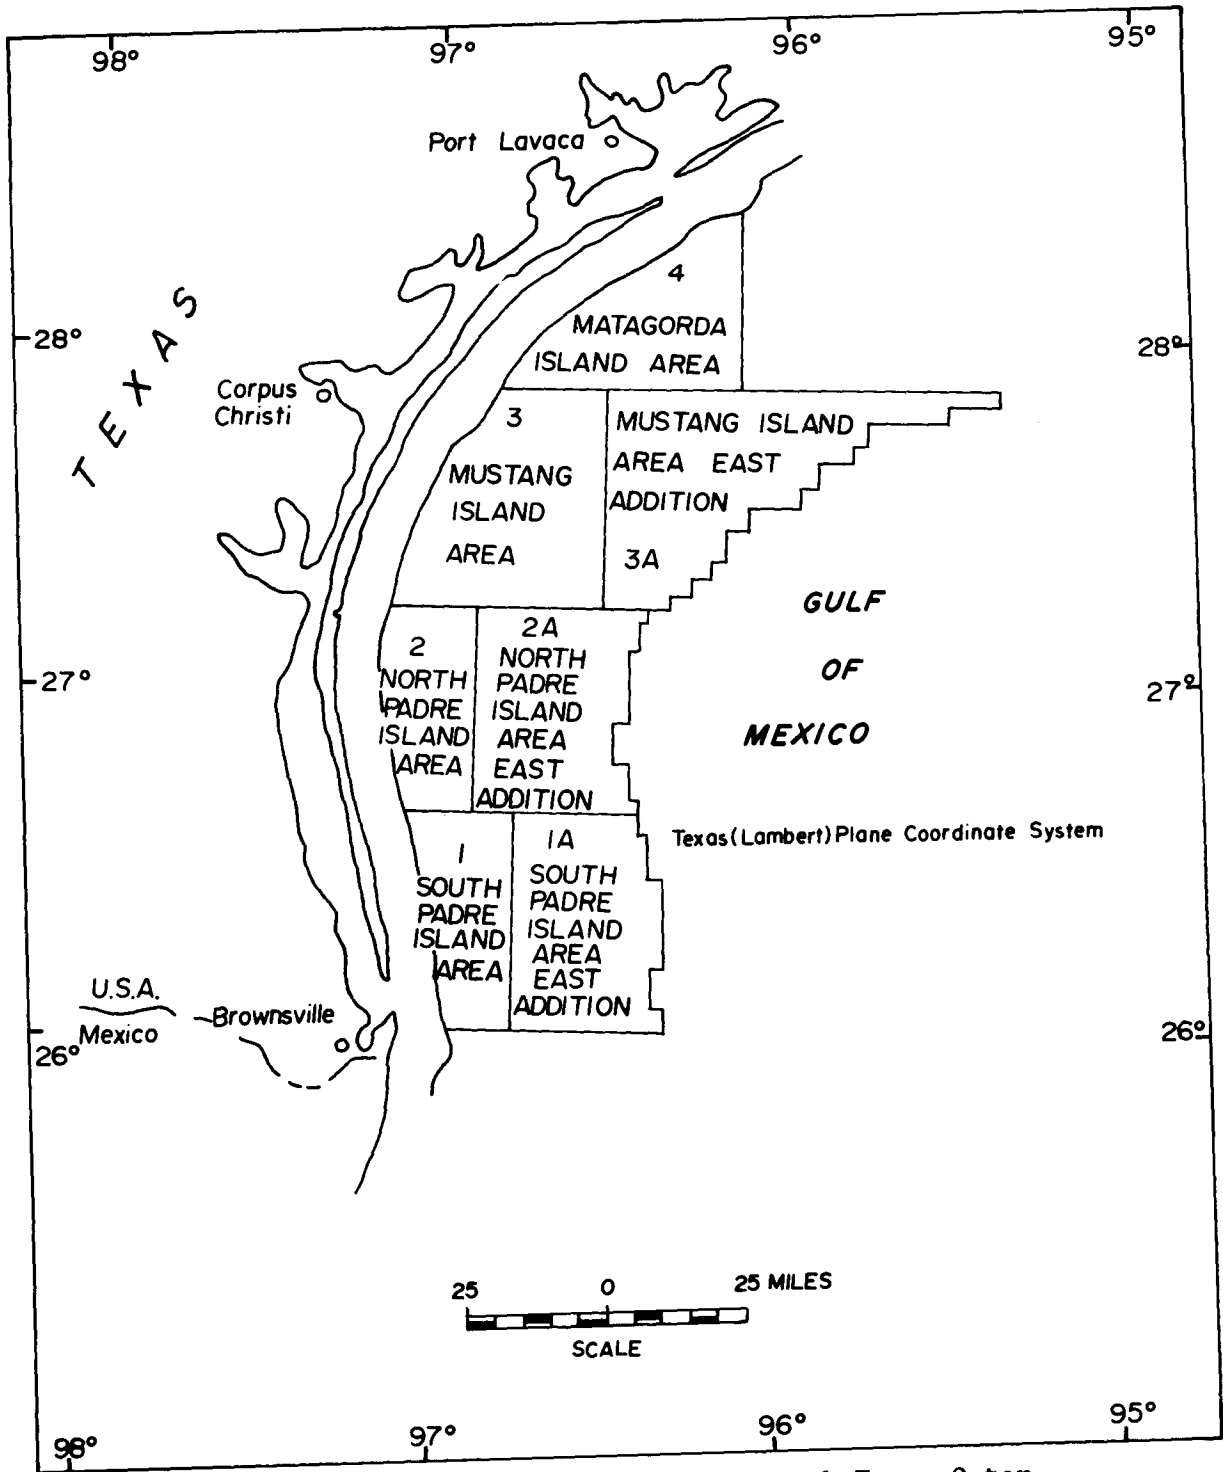 98°
97°
96°
95°
Port Lavaca
TEXAS
28°
28°
4
MATAGORDA
ISLAND AREA
Corpus
Christi
3
MUSTANG
ISLAND
AREA
MUSTANG ISLAND
AREA EAST
ADDITION
3A
GULF
OF
MEXICO
27°
27°
2
NORTH
PADRE
ISLAND
AREA
2A
NORTH
PADRE
ISLAND
AREA
EAST
ADDITION
Texas (Lambert) Plane Coordinate System
1
SOUTH
PADRE
ISLAND
AREA
1A
SOUTH
PADRE
ISLAND
AREA
EAST
ADDITION
U.S.A.
Mexico
Brownsville
26°
26°
25 0 25 MILES
SCALE
98°
97°
96°
95°